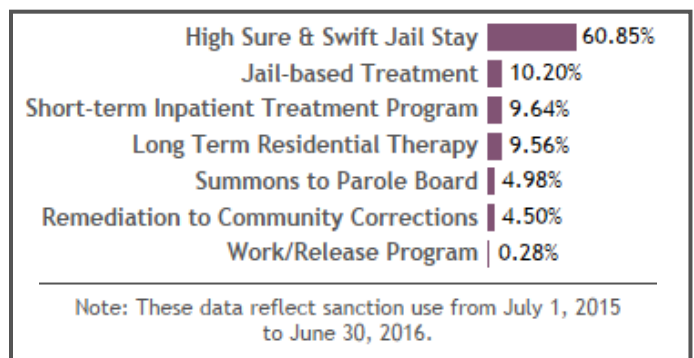 High Sure & Swift Jail Stay 60.85%
Jail-based Treatment 10.20%
Short-term Inpatient Treatment Program 9.64%
Long Term Residential Therapy 9.56%
Summons to Parole Board 4.98%
Remediation to Community Corrections 4.50%
Work/Release Program 0.28%
Note: These data reflect sanction use from July 1, 2015
to June 30, 2016.